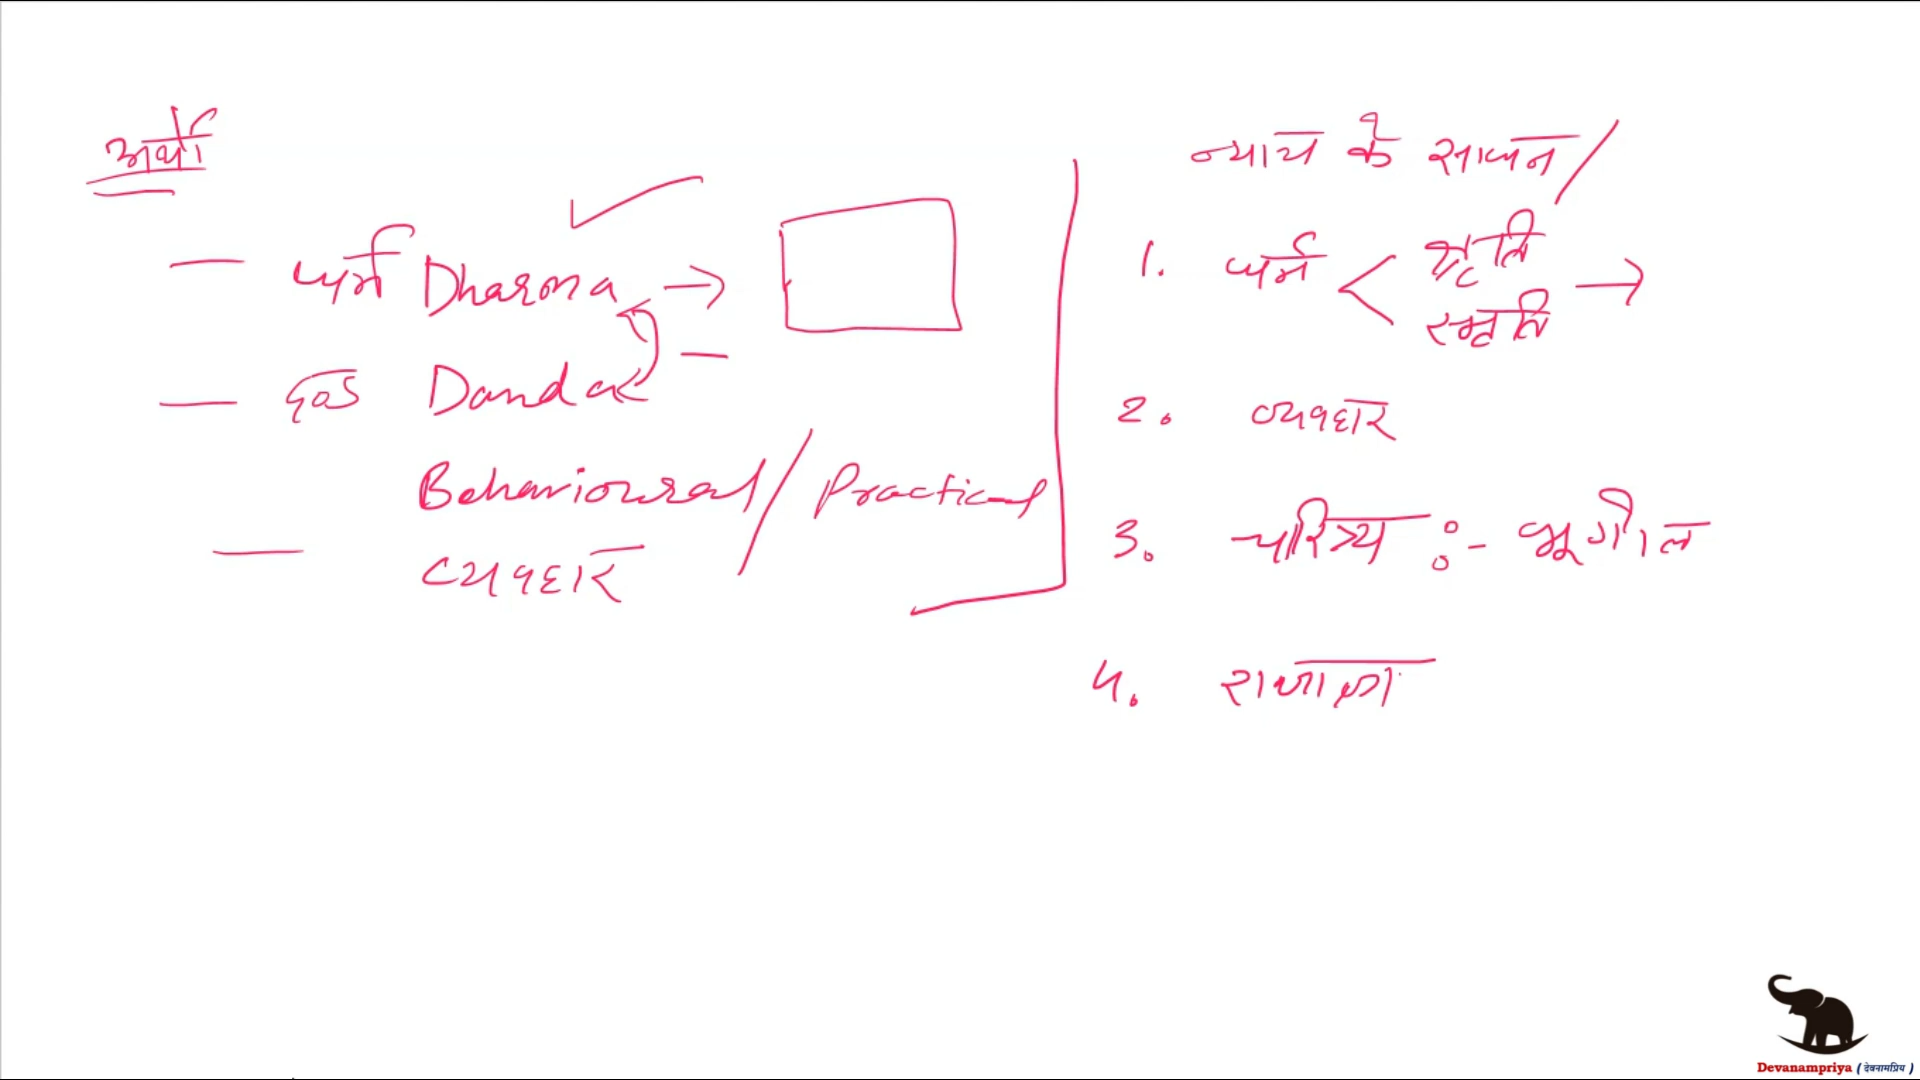 अर्थ
— धर्म Dharma →
— दण्ड Danda —
Behavioural / Practical
— व्यवहार
न्याय के साधन /
1. धर्म < श्रुति →
स्मृति
2. व्यवहार
3. चरित्र :- भूगोल
4. राजाज्ञा
Devanampriya ( देवनामप्रिय )